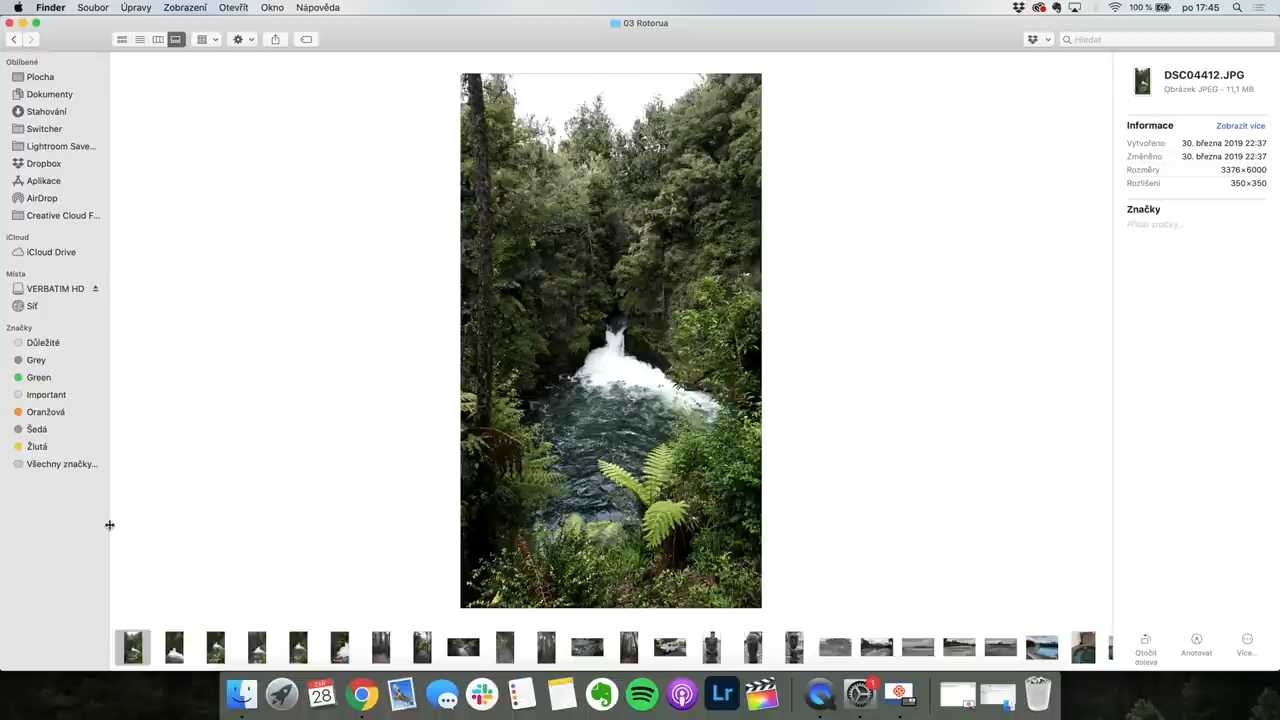 Finder Soubor Úpravy Zobrazení Otevřít Okno Nápověda 100 % po 17:45
03 Rotorua
Hledat
Oblíbené
Plocha
Dokumenty
Stahování
Switcher
Lightroom Save...
Dropbox
Aplikace
AirDrop
Creative Cloud F...
iCloud
iCloud Drive
Místa
VERBATIM HD
Síť
Značky
Důležité
Grey
Green
Important
Oranžová
Šedá
Žlutá
Všechny značky...
DSC04412.JPG
Obrázek JPEG - 11,1 MB
Informace Zobrazit více
Vytvořeno 30. března 2019 22:37
Změněno 30. března 2019 22:37
Rozměry 3376×6000
Rozlišení 350×350
Značky
Přidat značky...
Otočit
doleva
Anotovat
Více...
ZÁŘ
28
Lr
1